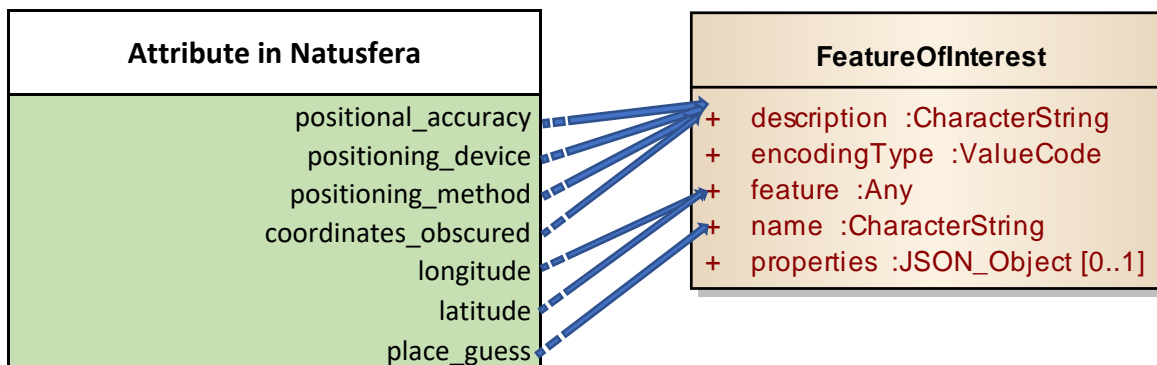 Attribute in Natusfera
positional_accuracy
positioning_device
positioning_method
coordinates_obscured
longitude
latitude
place_guess
FeatureOfInterest
+ description :CharacterString
+ encodingType :ValueCode
+ feature :Any
+ name :CharacterString
+ properties :JSON_Object [0..1]